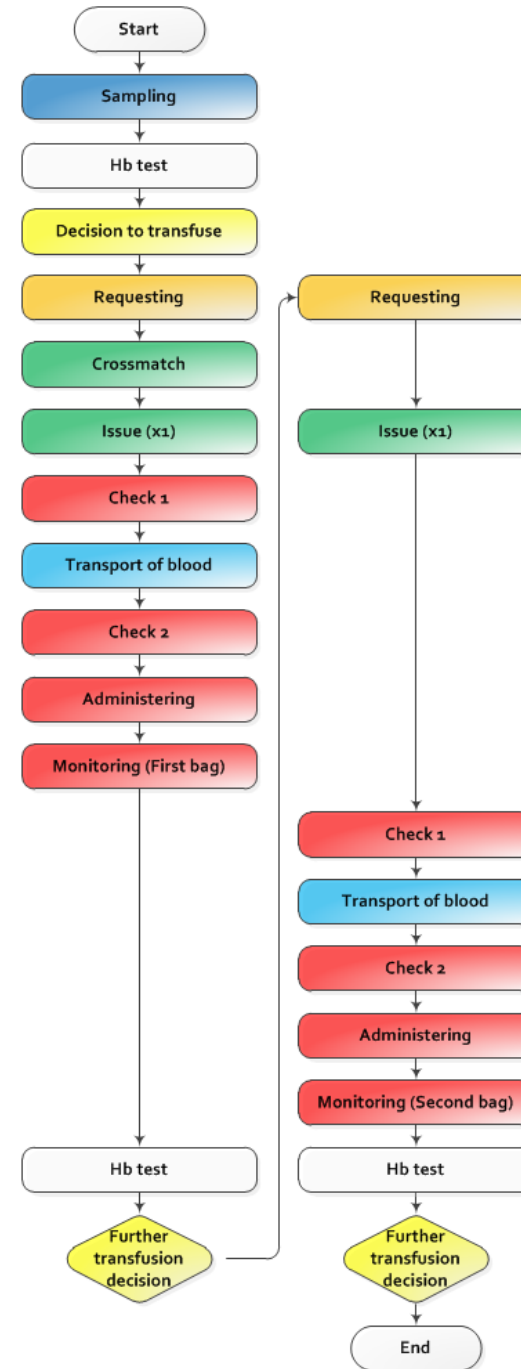 Start
Sampling
Hb test
Decision to transfuse
Requesting
Crossmatch
Issue (x1)
Check 1
Transport of blood
Check 2
Administering
Monitoring (First bag)
Hb test
Further
transfusion
decision
Requesting
Issue (x1)
Check 1
Transport of blood
Check 2
Administering
Monitoring (Second bag)
Hb test
Further
transfusion
decision
End